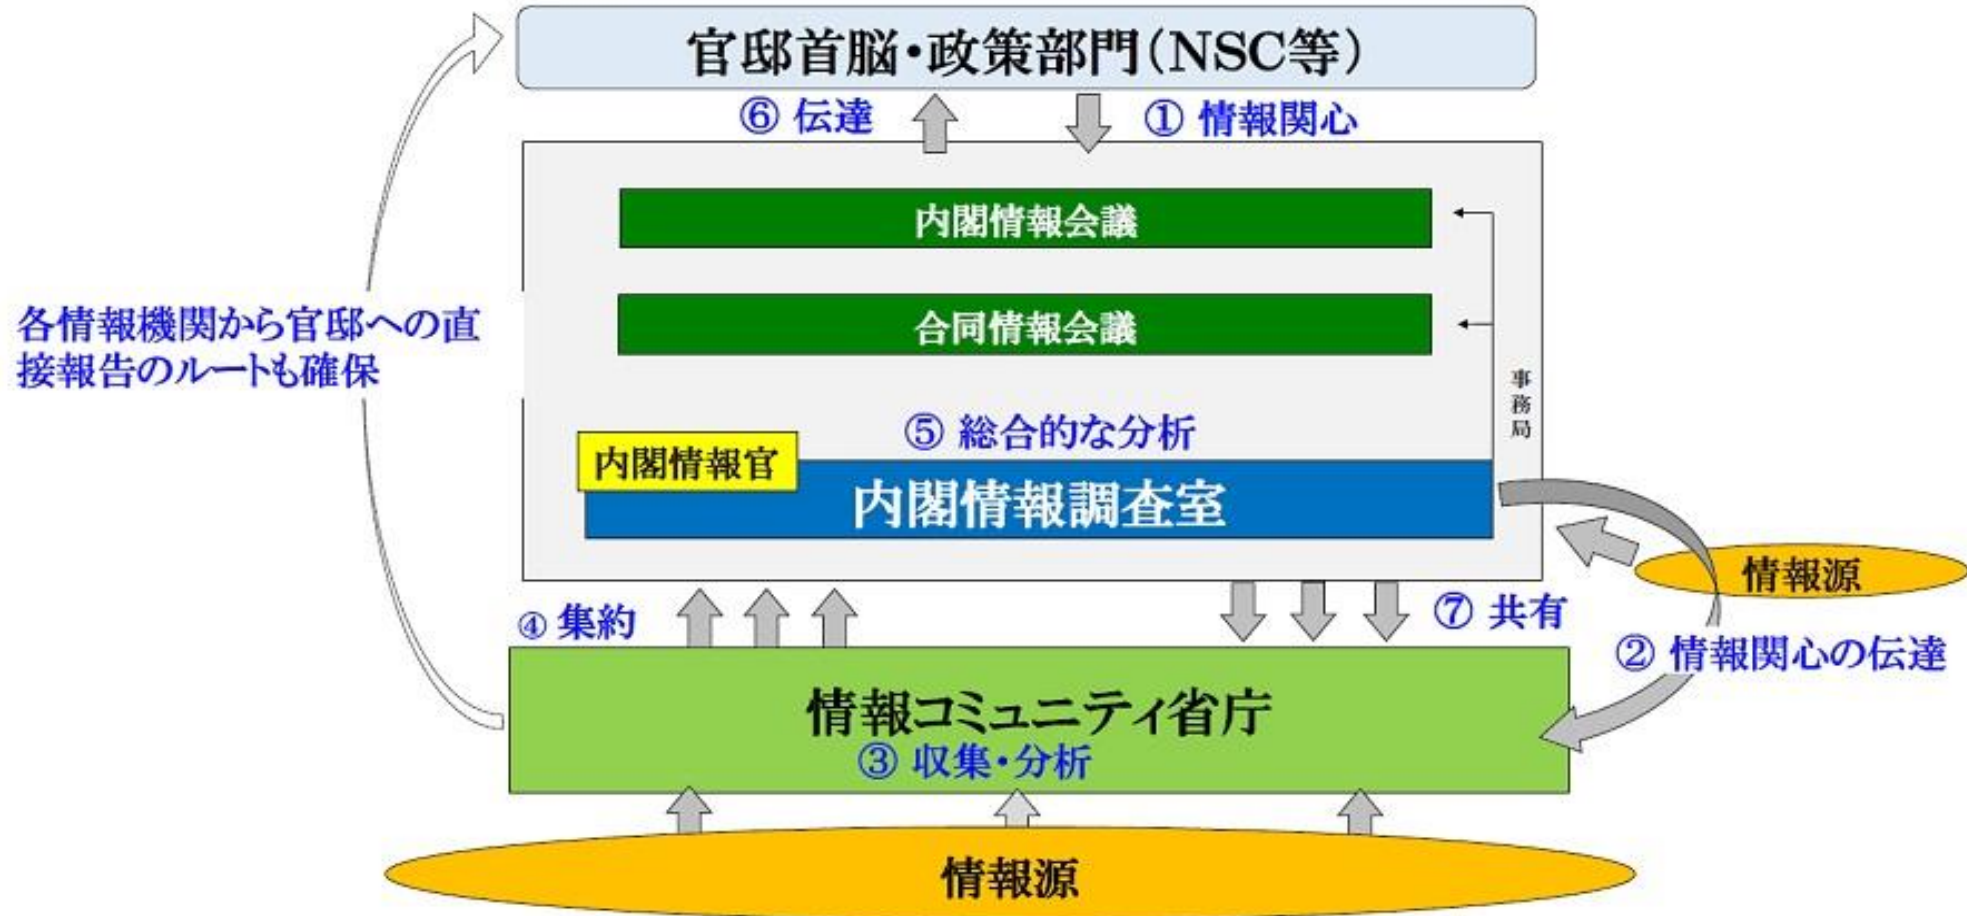 官邸首脳・政策部門(NSC等)
⑥ 伝達
① 情報関心
内閣情報会議
合同情報会議
各情報機関から官邸への直
接報告のルートも確保
事務局
⑤ 総合的な分析
内閣情報官
内閣情報調査室
情報源
④ 集約
⑦ 共有
② 情報関心の伝達
情報コミュニティ省庁
③ 収集・分析
情報源